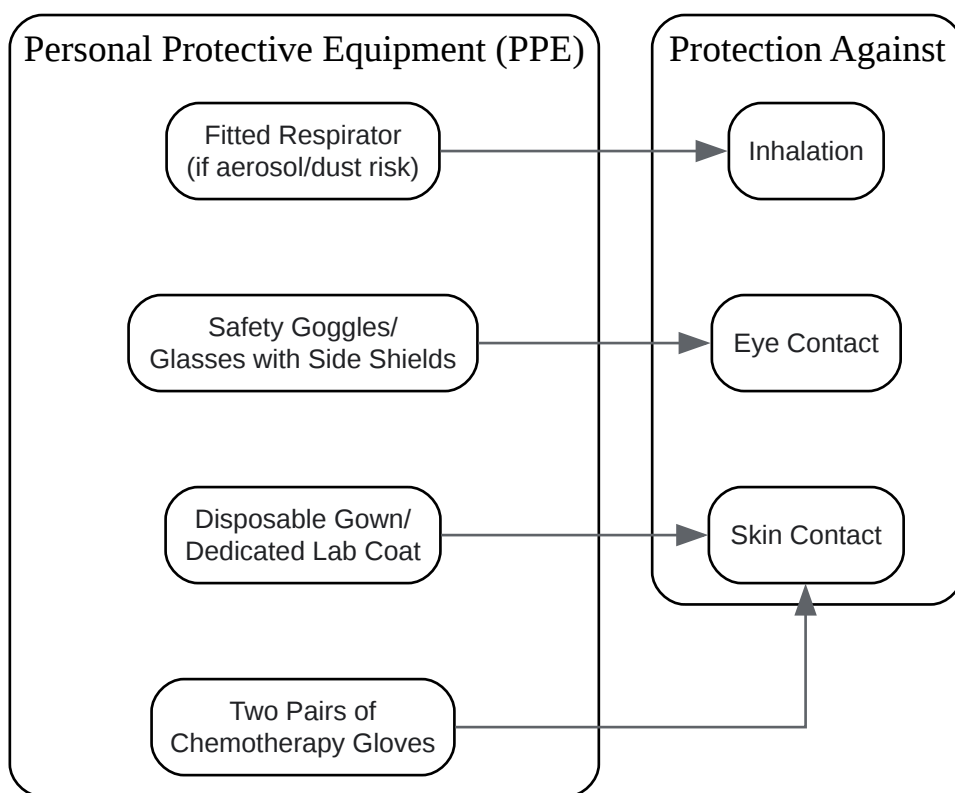 Personal Protective Equipment (PPE)
Protection Against
Fitted Respirator
(if aerosol/dust risk)
Inhalation
Safety Goggles/
Glasses with Side Shields
Eye Contact
Disposable Gown/
Dedicated Lab Coat
Skin Contact
Two Pairs of
Chemotherapy Gloves